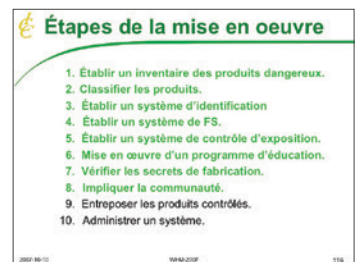 Étapes de la mise en oeuvre
1. Établir un inventaire des produits dangereux.
2. Classifier les produits.
3. Établir un système d'identification
4. Établir un système de FS.
5. Établir un système de contrôle d'exposition.
6. Mise en œuvre d'un programme d'éducation.
7. Vérifier les secrets de fabrication.
8. Impliquer la communauté.
9. Entreposer les produits contrôlés.
10. Administrer un système.
116